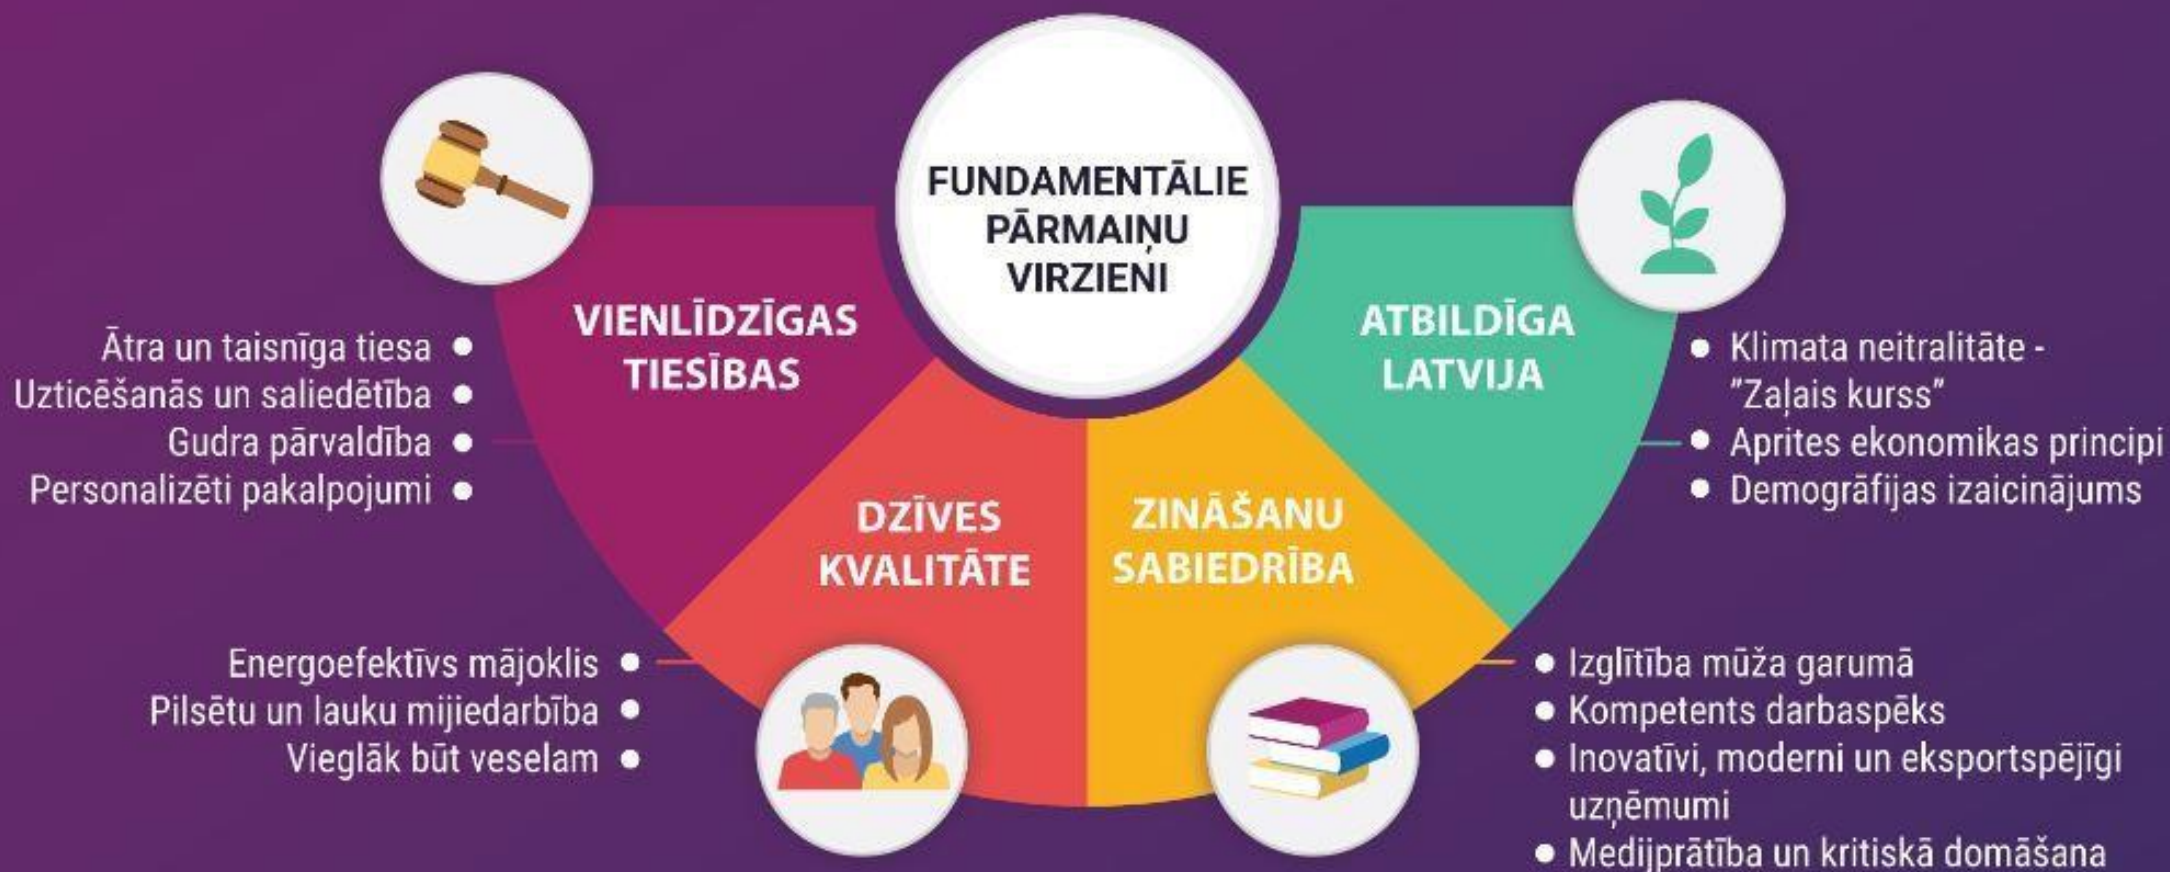 FUNDAMENTĀLIE
PĀRMAIŅU
VIRZIENI
VIENLĪDZĪGAS
TIESĪBAS
Ātra un taisnīga tiesa
Uzticēšanās un saliedētība
Gudra pārvaldība
Personalizēti pakalpojumi
DZĪVES
KVALITĀTE
Energoefektīvs mājoklis
Pilsētu un lauku mijiedarbība
Vieglāk būt veselam
ZINĀŠANU
SABIEDRĪBA
Izglītība mūža garumā
Kompetents darbaspēks
Inovatīvi, moderni un eksportspējīgi
uzņēmumi
Medijprātība un kritiskā domāšana
ATBILDĪGA
LATVIJA
Klimata neitralitāte -
"Zaļais kurss"
Aprites ekonomikas principi
Demogrāfijas izaicinājums